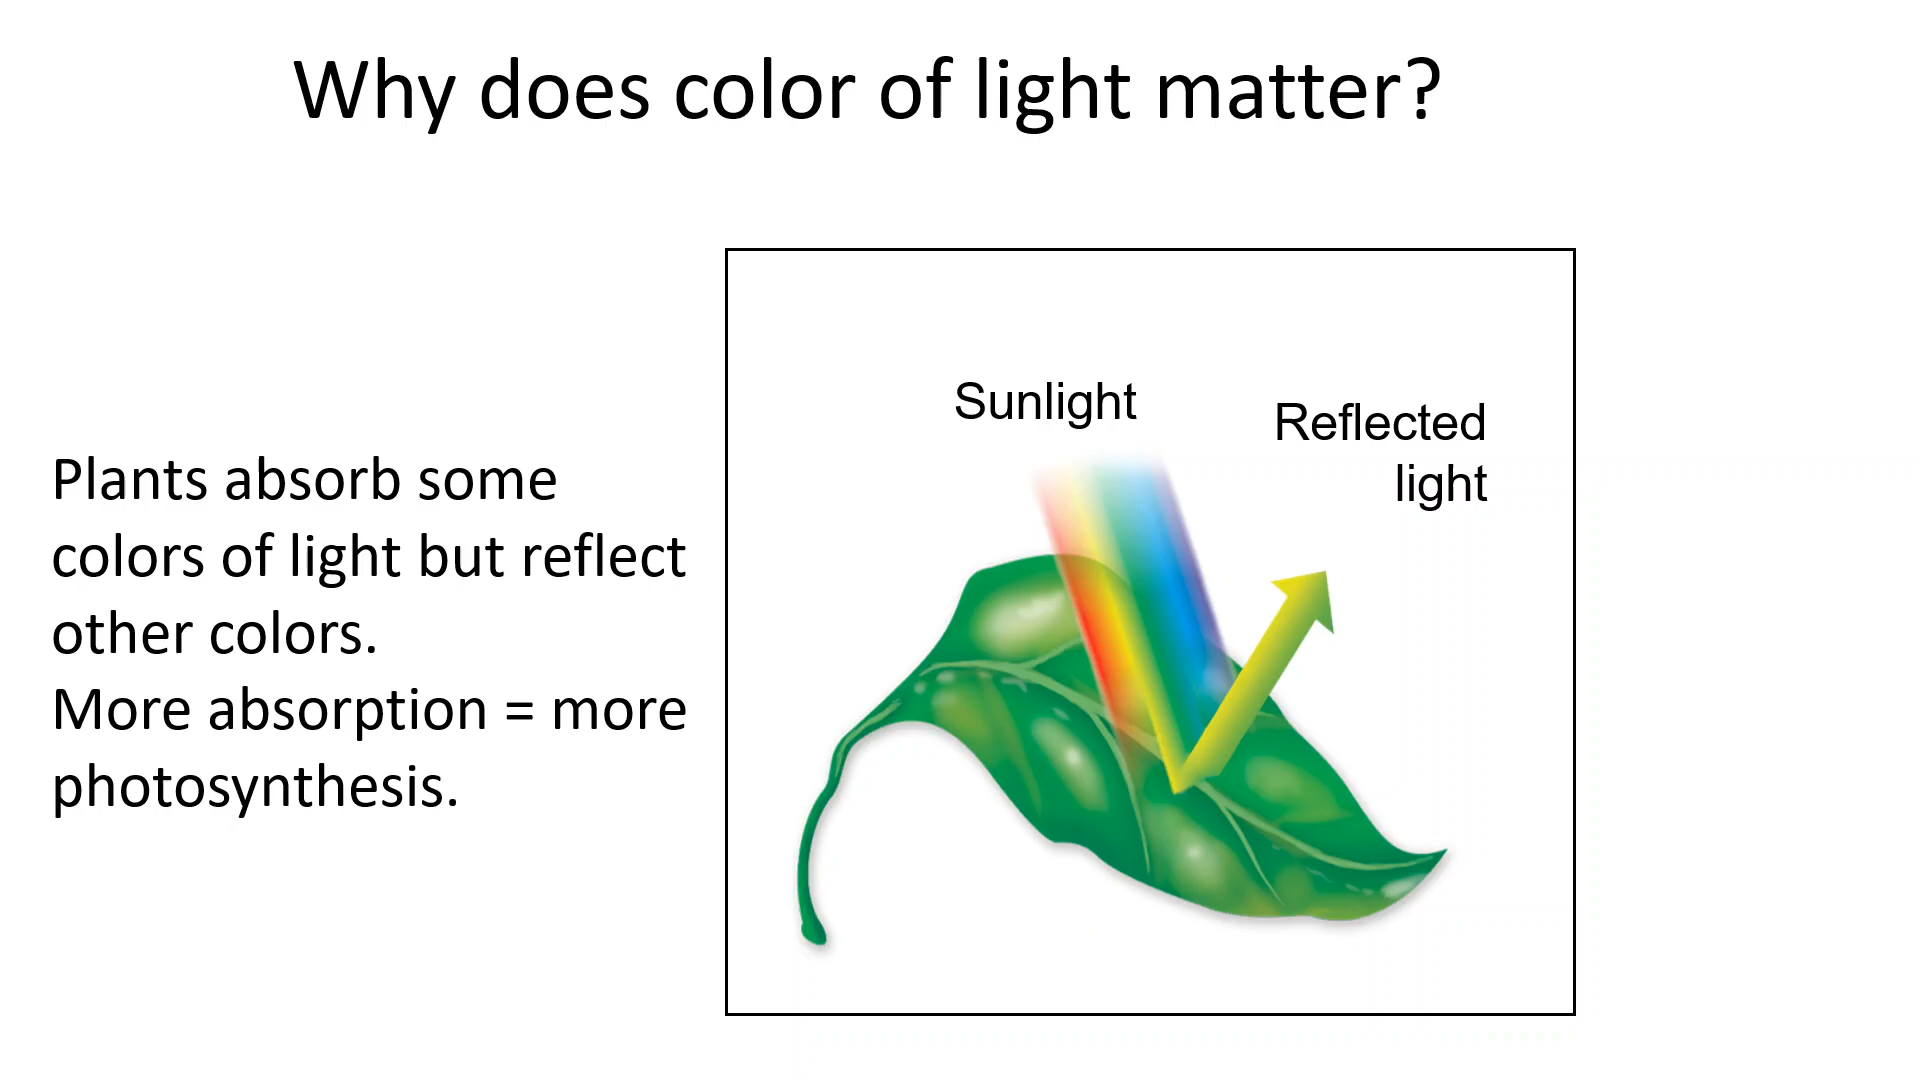 Why does color of light matter?
Plants absorb some
colors of light but reflect
other colors.
More absorption = more
photosynthesis.
Sunlight
Reflected
light